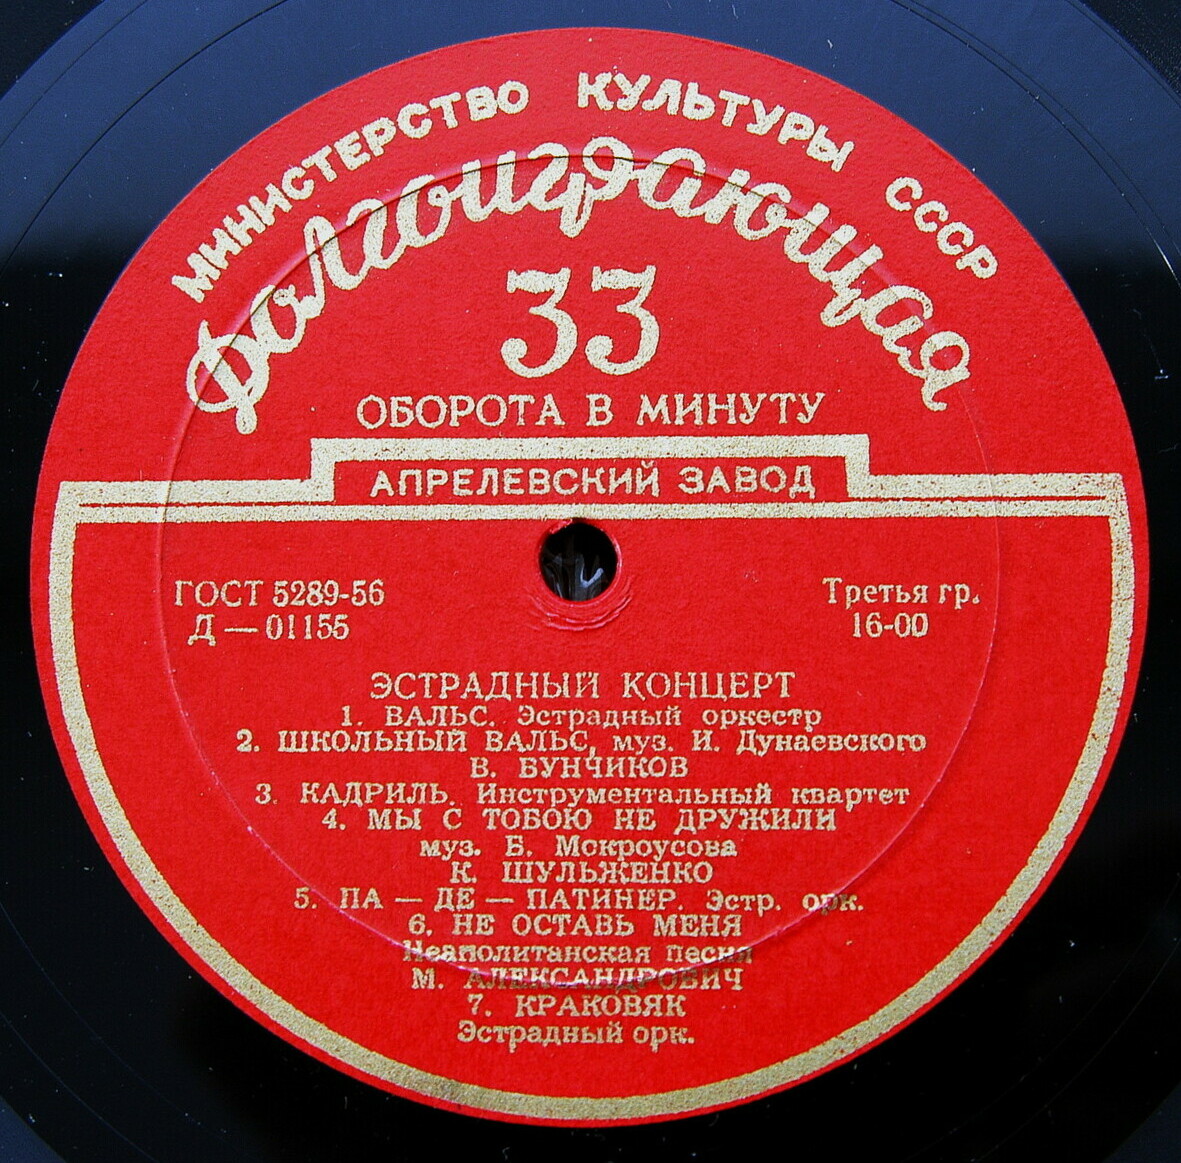 МИНИСТЕРСТВО КУЛЬТУРЫ СССР
Долгоиграющая
33
ОБОРОТА В МИНУТУ
АПРЕЛЕВСКИЙ ЗАВОД
ГОСТ 5289-56
Третья гр.
Д — 01155
16-00
ЭСТРАДНЫЙ КОНЦЕРТ
1. ВАЛЬС. Эстрадный оркестр
2. ШКОЛЬНЫЙ ВАЛЬС, муз. И. Дунаевского
В. БУНЧИКОВ
3. КАДРИЛЬ. Инструментальный квартет
4. МЫ С ТОБОЮ НЕ ДРУЖИЛИ
муз. Б. Мокроусова
К. ШУЛЬЖЕНКО
5. ПА — ДЕ — ПАТИНЕР. Эстр. орк.
6. НЕ ОСТАВЬ МЕНЯ
Неаполитанская песня
М. АЛЕКСАНДРОВИЧ
7. КРАКОВЯК
Эстрадный орк.